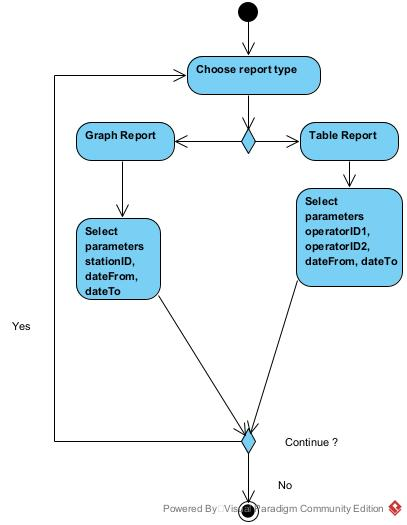 Choose report type
Graph Report
Table Report
Select
parameters
operatorID1,
operatorID2,
dateFrom, dateTo
Select
parameters
stationID,
dateFrom,
dateTo
Yes
Continue ?
No
Powered By Visual Paradigm Community Edition